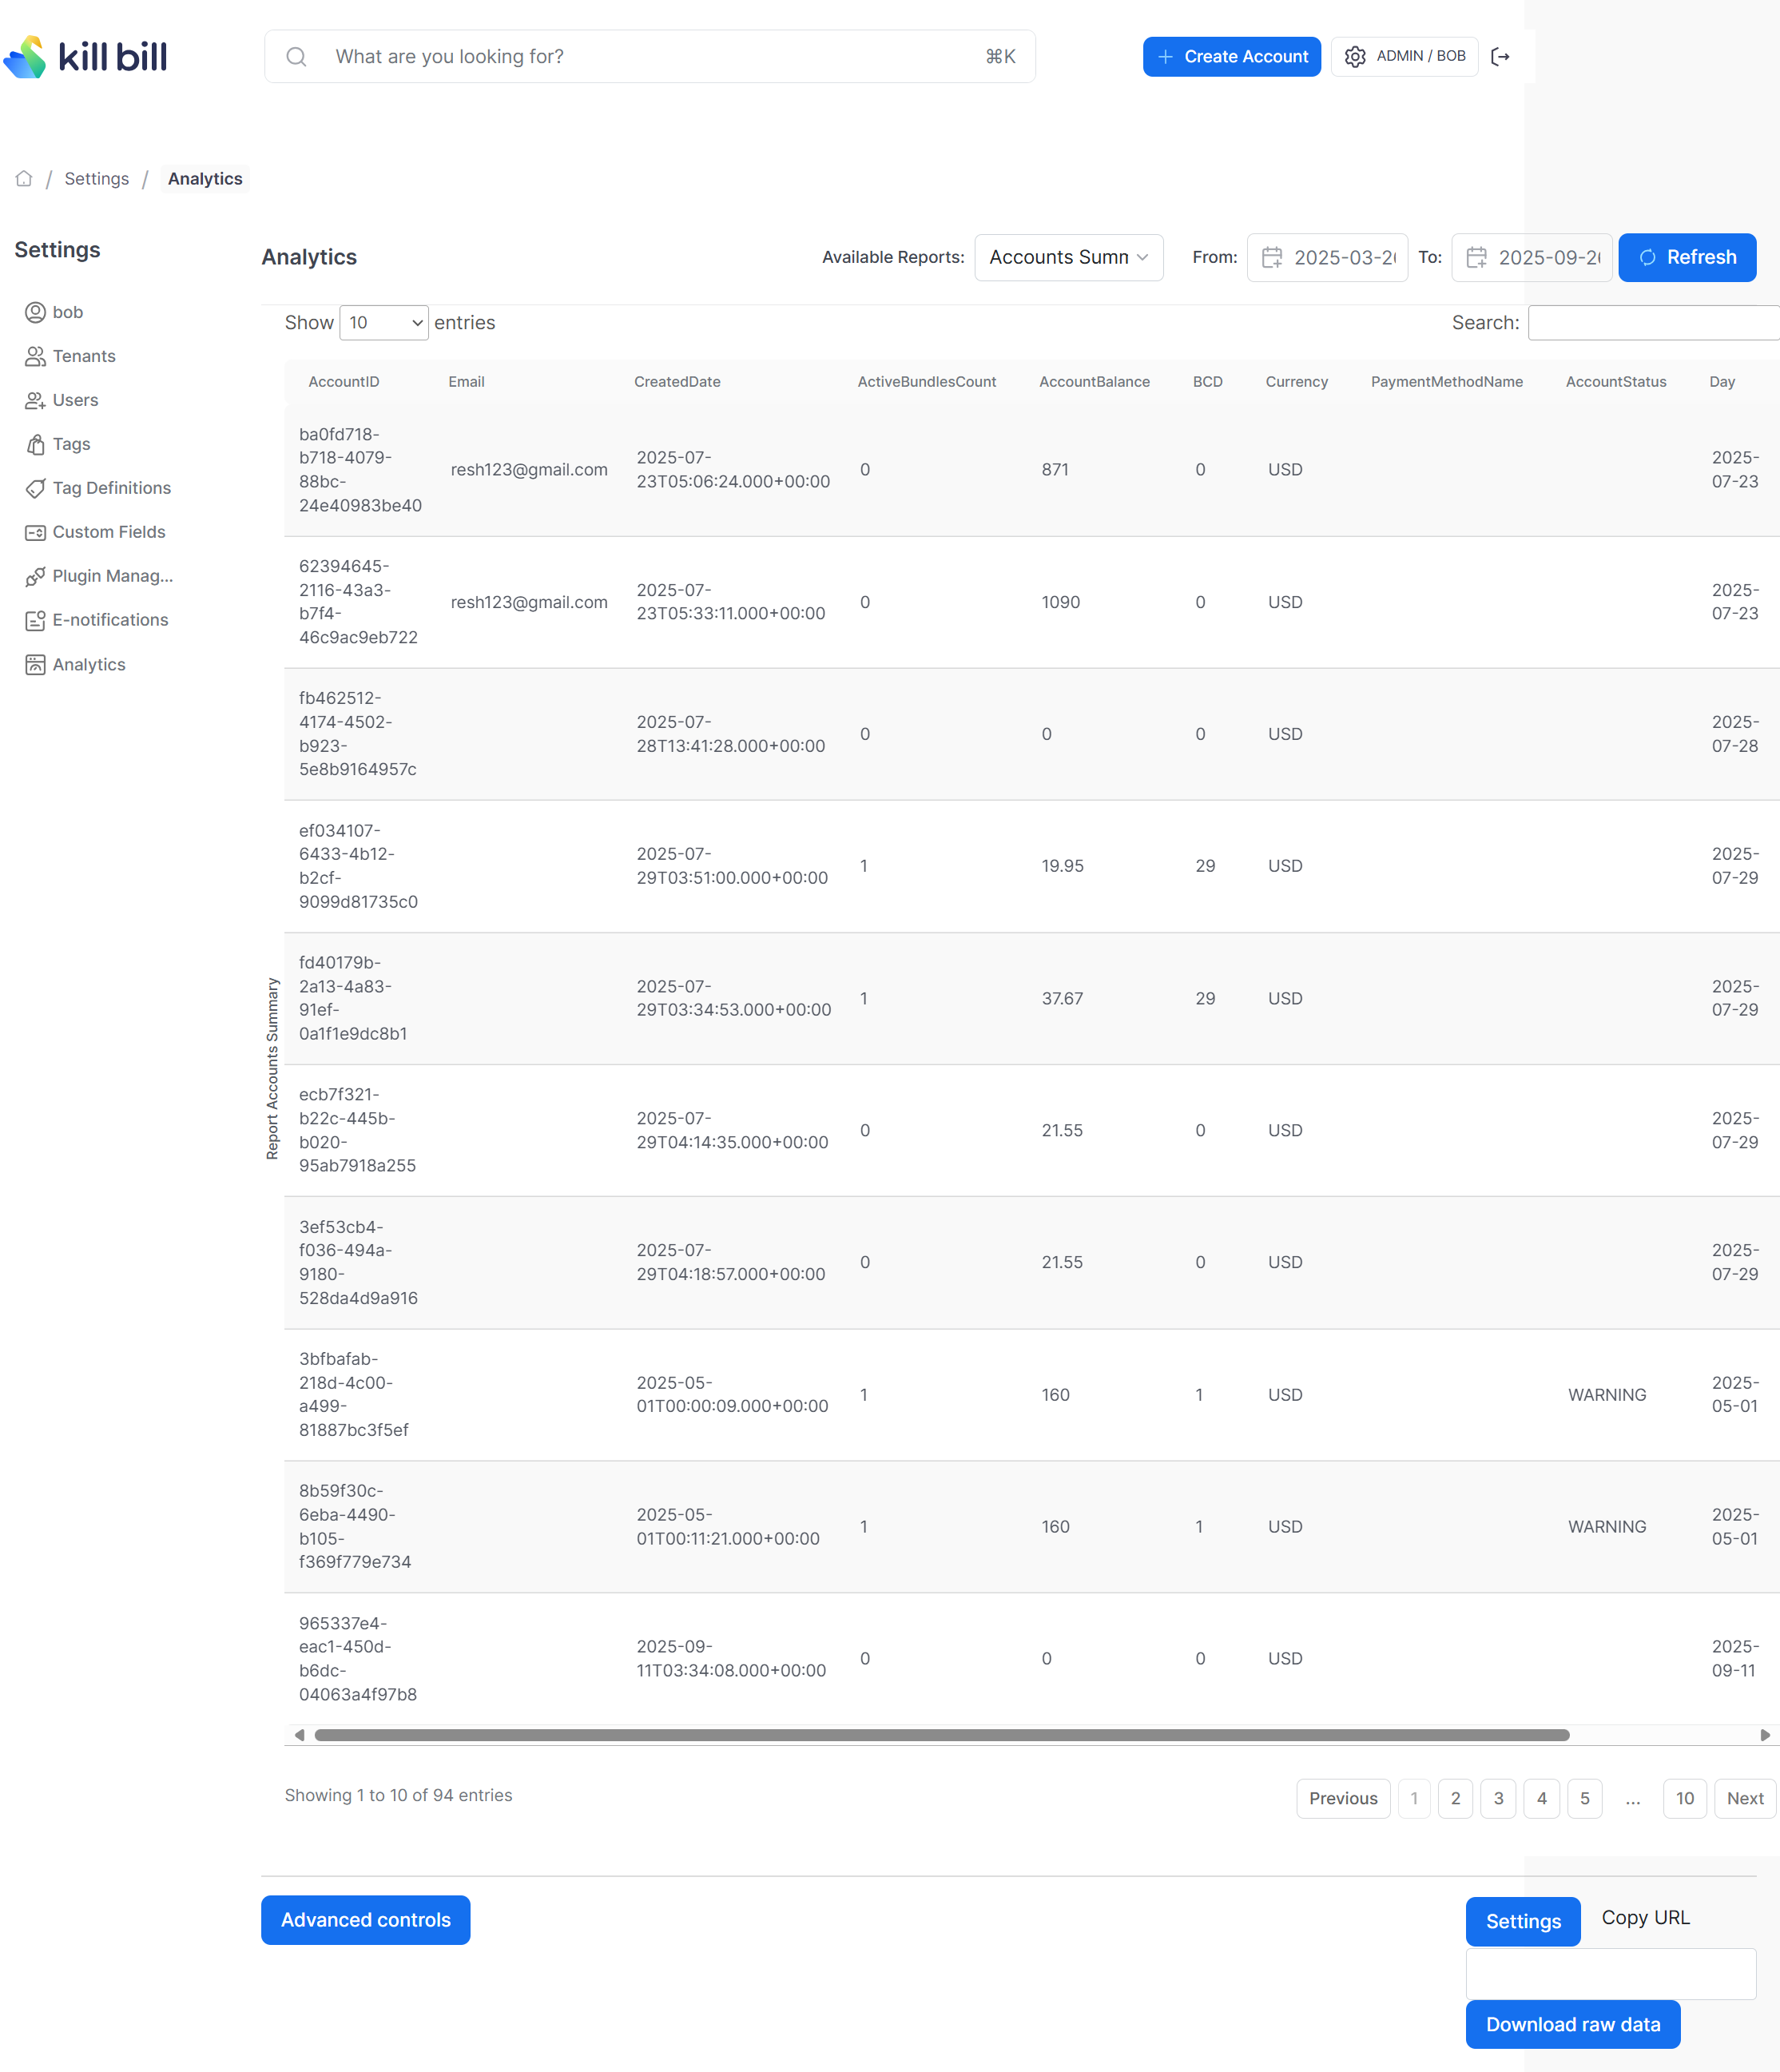 kill bill
What are you looking for?
⌘K
Create Account
ADMIN / BOB
/ Settings / Analytics
Settings
bob
Tenants
Users
Tags
Tag Definitions
Custom Fields
Plugin Manag...
E-notifications
Analytics
Analytics
Available Reports: Accounts Summ
From: 2025-03-2
To: 2025-09-2
Refresh
Show 10 entries
Search:
AccountID Email CreatedDate ActiveBundlesCount AccountBalance BCD Currency PaymentMethodName AccountStatus Day
ba0fd718-
b718-4079-
88bc-
24e40983be40
resh123@gmail.com
2025-07-
23T05:06:24.000+00:00
0 871 0 USD
2025-
07-23
62394645-
2116-43a3-
b7f4-
46c9ac9eb722
resh123@gmail.com
2025-07-
23T05:33:11.000+00:00
0 1090 0 USD
2025-
07-23
fb462512-
4174-4502-
b923-
5e8b9164957c
2025-07-
28T13:41:28.000+00:00
0 0 0 USD
2025-
07-28
ef034107-
6433-4b12-
b2cf-
9099d81735c0
2025-07-
29T03:51:00.000+00:00
1 19.95 29 USD
2025-
07-29
fd40179b-
2a13-4a83-
91ef-
0a1f1e9dc8b1
2025-07-
29T03:34:53.000+00:00
1 37.67 29 USD
2025-
07-29
ecb7f321-
b22c-445b-
b020-
95ab7918a255
2025-07-
29T04:14:35.000+00:00
0 21.55 0 USD
2025-
07-29
3ef53cb4-
f036-494a-
9180-
528da4d9a916
2025-07-
29T04:18:57.000+00:00
0 21.55 0 USD
2025-
07-29
3bfbafab-
218d-4c00-
a499-
81887bc3f5ef
2025-05-
01T00:00:09.000+00:00
1 160 1 USD WARNING
2025-
05-01
8b59f30c-
6eba-4490-
b105-
f369f779e734
2025-05-
01T00:11:21.000+00:00
1 160 1 USD WARNING
2025-
05-01
965337e4-
eac1-450d-
b6dc-
04063a4f97b8
2025-09-
11T03:34:08.000+00:00
0 0 0 USD
2025-
09-11
Report Accounts Summary
Showing 1 to 10 of 94 entries
Previous 1 2 3 4 5 ... 10 Next
Advanced controls
Settings
Copy URL
Download raw data